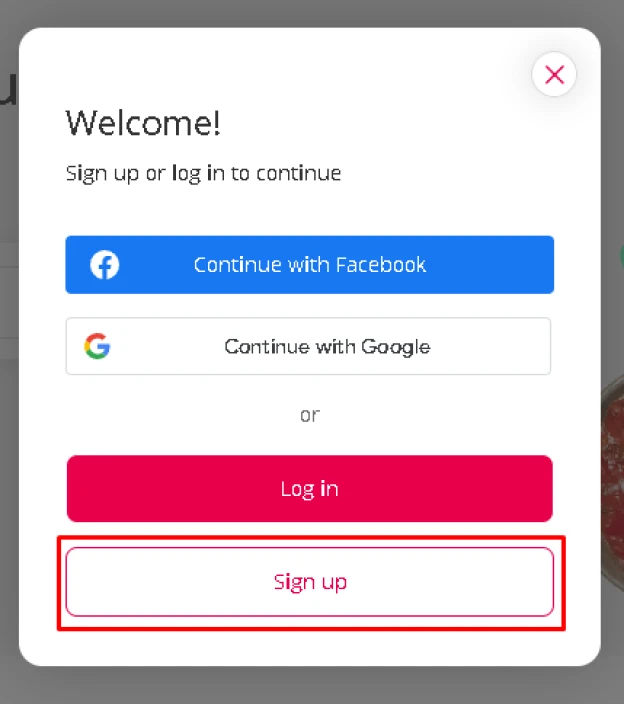 Welcome!
Sign up or log in to continue
Continue with Facebook
Continue with Google
or
Log in
Sign up